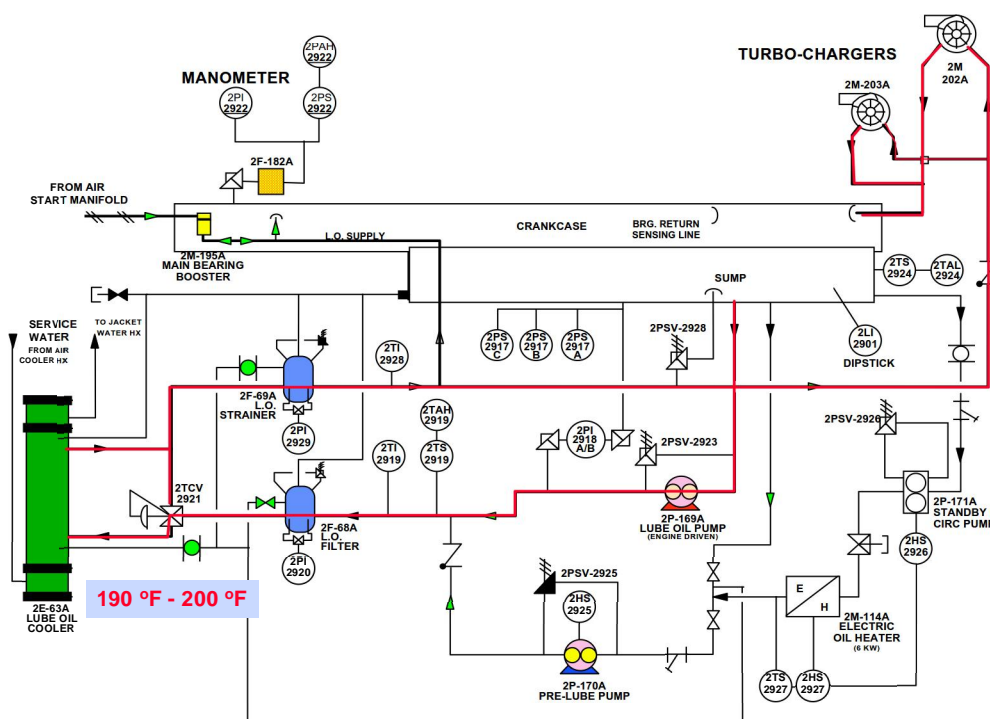 2PAH
2922
MANOMETER
2PI
2922
2PS
2922
TURBO-CHARGERS
2M
202A
2M-203A
2F-182A
FROM AIR
START MANIFOLD
CRANKCASE
BRG. RETURN
SENSING LINE
L.O. SUPPLY
2M-195A
MAIN BEARING
BOOSTER
SUMP
2TS
2924
2TAL
2924
SERVICE
WATER
FROM AIR
COOLER HX
TO JACKET
WATER HX
2PS
2917
C
2PS
2917
B
2PS
2917
A
2PSV-2928
2LI
2901
DIPSTICK
2TI
2928
2F-69A
L.O.
STRAINER
2PI
2929
2TAH
2919
2TI
2919
2TS
2919
2PI
2918
A/B
2PSV-2923
2PSV-2926
2TCV
2921
2F-68A
L.O.
FILTER
2PI
2920
2P-169A
LUBE OIL PUMP
(ENGINE DRIVEN)
2P-171A
STANDBY
CIRC PUMP
2HS
2926
190 ºF - 200 ºF
2E-63A
LUBE OIL
COOLER
2PSV-2925
2HS
2925
2P-170A
PRE-LUBE PUMP
E
H
2M-114A
ELECTRIC
OIL HEATER
(6 KW)
2TS
2927
2HS
2927